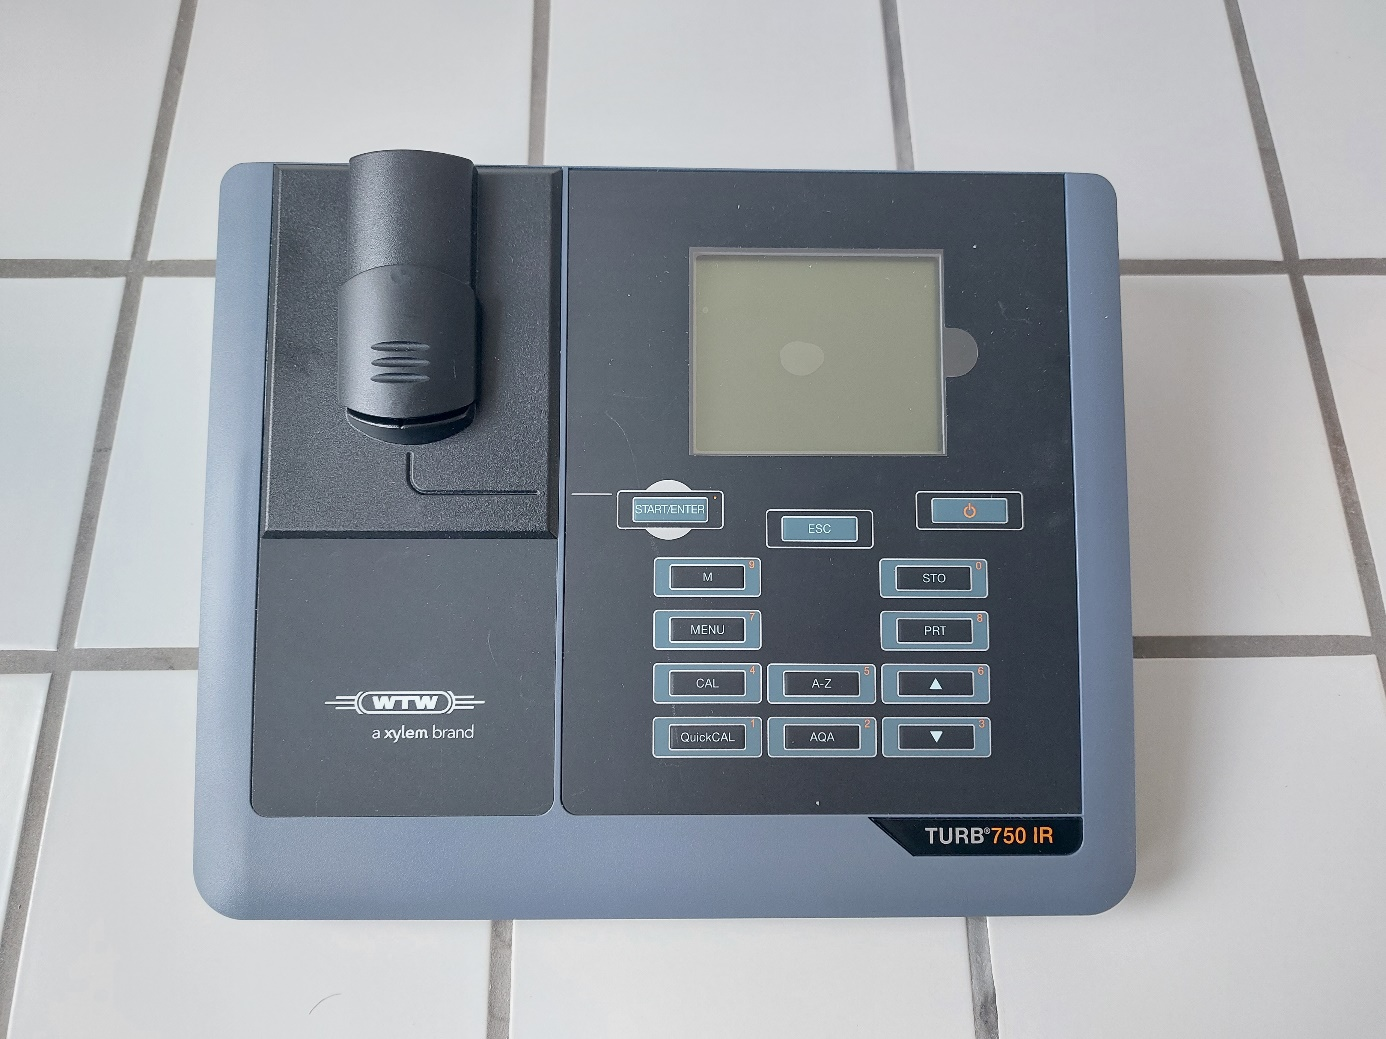 START/ENTER
ESC
M 9
STO 0
MENU 7
PRT 8
CAL 4
A-Z 5
▲ 6
QuickCAL 1
AQA 2
▼ 3
WTW
a xylem brand
TURB®750 IR